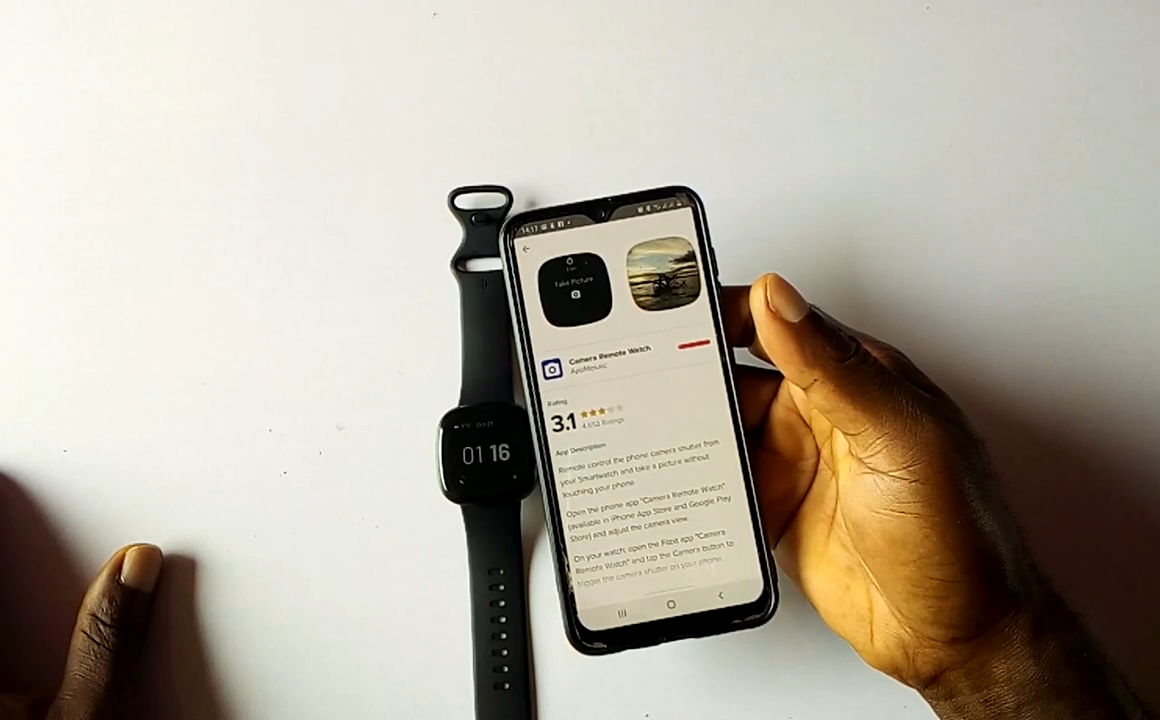 14:17
Take Picture
Camera Remote Watch
AppMosaic
Rating
3.1
Ratings
App Description
Remote control the phone camera shutter from
your Smartwatch and take a picture without
touching your phone.
Open the phone app "Camera Remote Watch"
(available in iPhone App Store and Google Play
Store) and adjust the camera view.
On your watch: open the Fitbit app "Camera
Remote Watch" and tap the Camera button to
trigger the camera shutter on your phone.
01 16